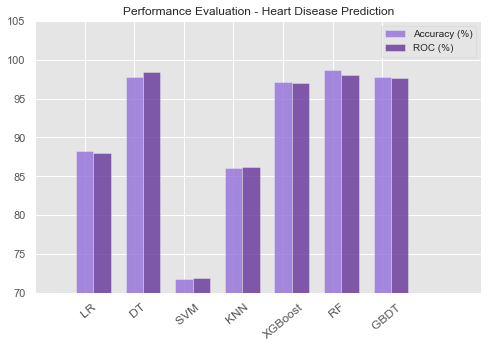 Performance Evaluation - Heart Disease Prediction
Accuracy (%)
ROC (%)
105
100
95
90
85
80
75
70
LR
DT
SVM
KNN
XGBoost
RF
GBDT